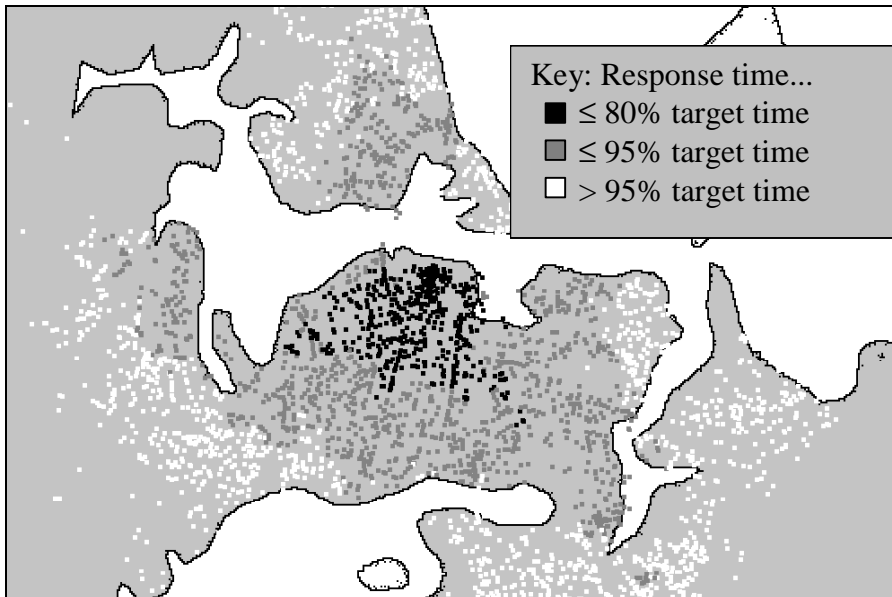 Key: Response time...
≤ 80% target time
≤ 95% target time
> 95% target time